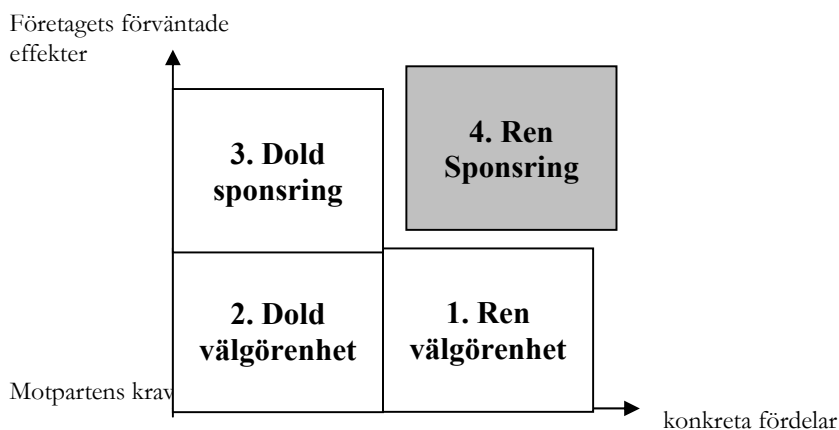 Företagets förväntade
effekter
3. Dold
sponsring
4. Ren
Sponsring
2. Dold
välgörenhet
1. Ren
välgörenhet
Motpartens krav
konkreta fördelar